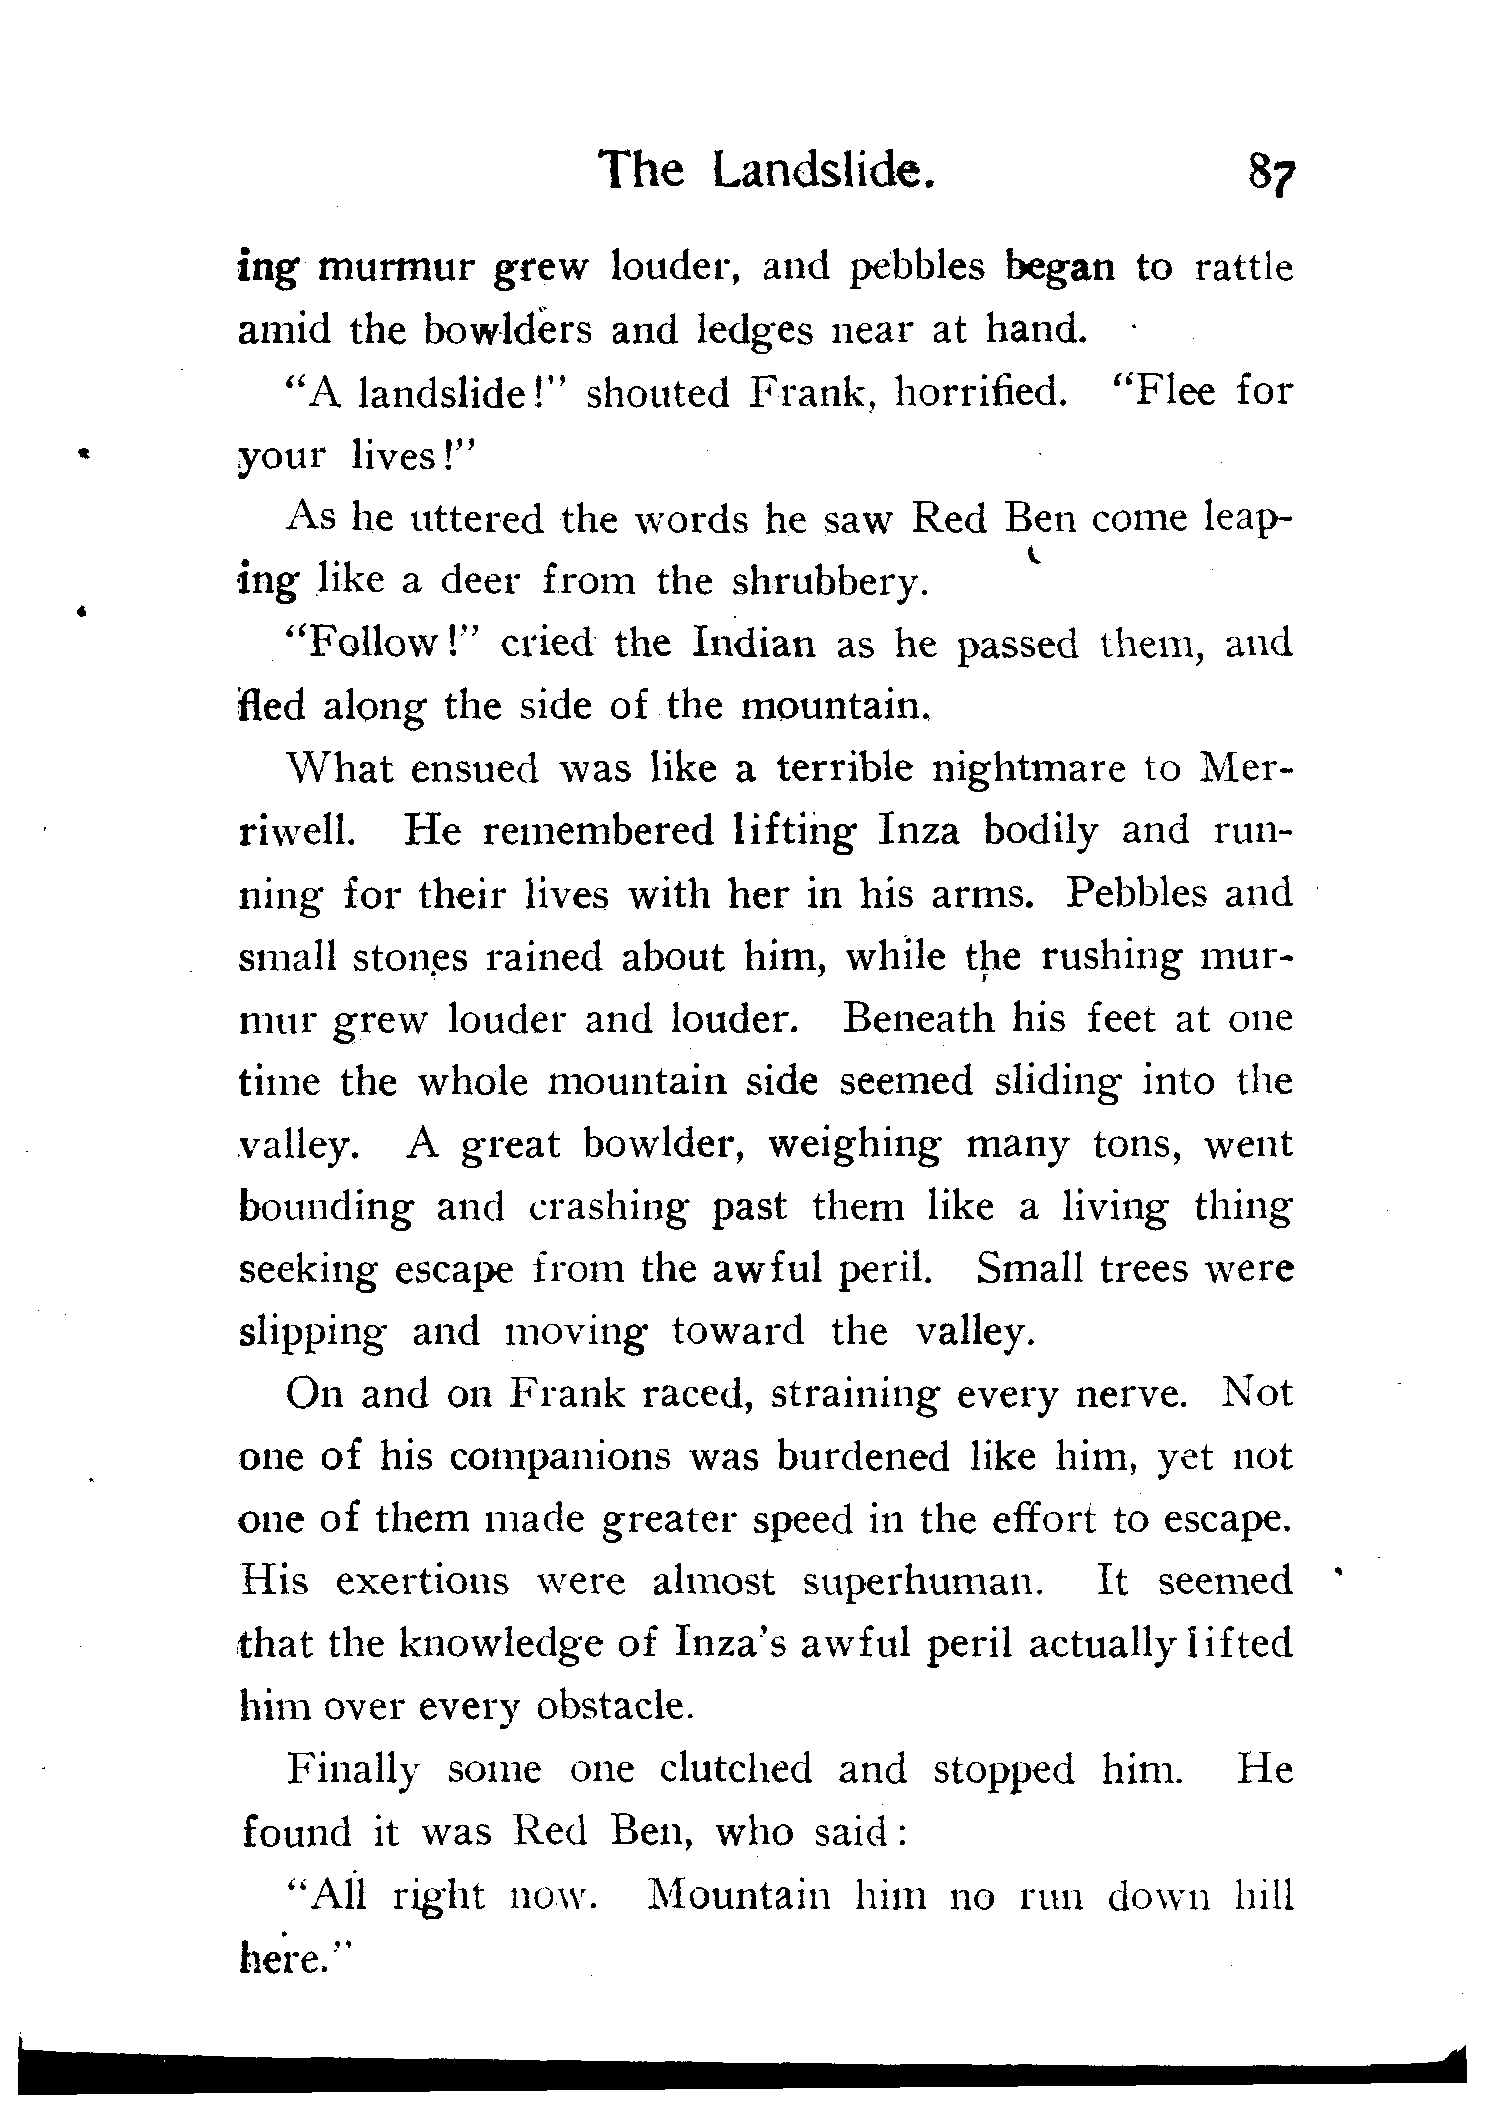 The Landslide. 87
ing murmur grew louder, and pebbles began to rattle
amid the bowlders and ledges near at hand.
"A landslide!" shouted Frank, horrified. "Flee for
your lives!"
As he uttered the words he saw Red Ben come leap-
ing like a deer from the shrubbery.
"Follow!" cried the Indian as he passed them, and
fled along the side of the mountain.
What ensued was like a terrible nightmare to Mer-
riwell. He remembered lifting Inza bodily and run-
ning for their lives with her in his arms. Pebbles and
small stones rained about him, while the rushing mur-
mur grew louder and louder. Beneath his feet at one
time the whole mountain side seemed sliding into the
valley. A great bowlder, weighing many tons, went
bounding and crashing past them like a living thing
seeking escape from the awful peril. Small trees were
slipping and moving toward the valley.
On and on Frank raced, straining every nerve. Not
one of his companions was burdened like him, yet not
one of them made greater speed in the effort to escape.
His exertions were almost superhuman. It seemed
that the knowledge of Inza's awful peril actually lifted
him over every obstacle.
Finally some one clutched and stopped him. He
found it was Red Ben, who said:
"All right now. Mountain him no run down hill
here."